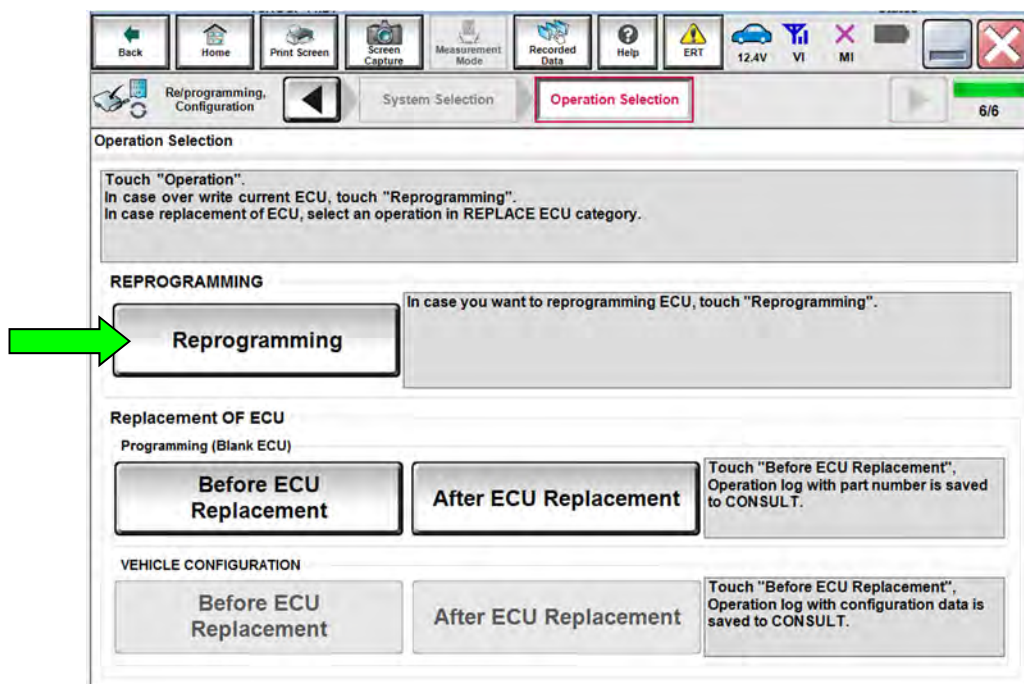 Back
Home
Print Screen
Screen
Capture
Measurement
Mode
Recorded
Data
Help
ERT
12.4V
VI
MI
Re/programming,
Configuration
System Selection
Operation Selection
6/6
Operation Selection
Touch "Operation".
In case over write current ECU, touch "Reprogramming".
In case replacement of ECU, select an operation in REPLACE ECU category.
REPROGRAMMING
Reprogramming
In case you want to reprogramming ECU, touch "Reprogramming".
Replacement OF ECU
Programming (Blank ECU)
Before ECU
Replacement
After ECU Replacement
Touch "Before ECU Replacement",
Operation log with part number is saved
to CONSULT.
VEHICLE CONFIGURATION
Before ECU
Replacement
After ECU Replacement
Touch "Before ECU Replacement",
Operation log with configuration data is
saved to CONSULT.